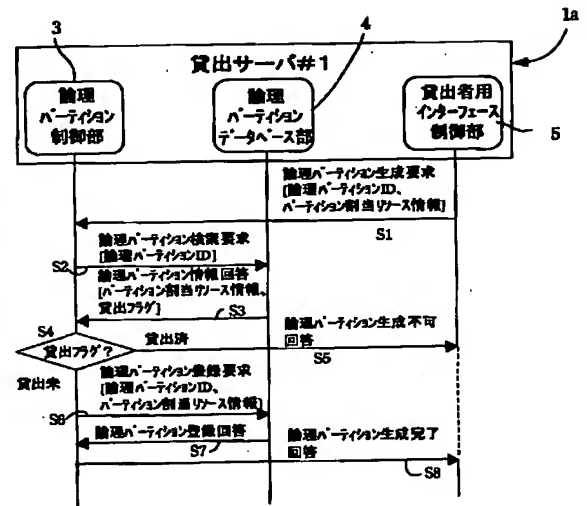 3
4
1a
貸出サーバ#1
論理
パーティション
制御部
論理
パーティション
データベース部
貸出者用
インターフェース
制御部
5
論理パーティション生成要求
[論理パーティションID、
パーティション割当リソース情報]
S1
論理パーティション検索要求
[論理パーティションID]
S2
論理パーティション情報回答
[パーティション割当リソース情報、
貸出フラグ]
S3
S4
貸出フラグ?
貸出済
論理パーティション生成不可
回答
S5
貸出未
論理パーティション登録要求
[論理パーティションID、
パーティション割当リソース情報]
S6
論理パーティション登録回答
S7
論理パーティション生成完了
回答
S8